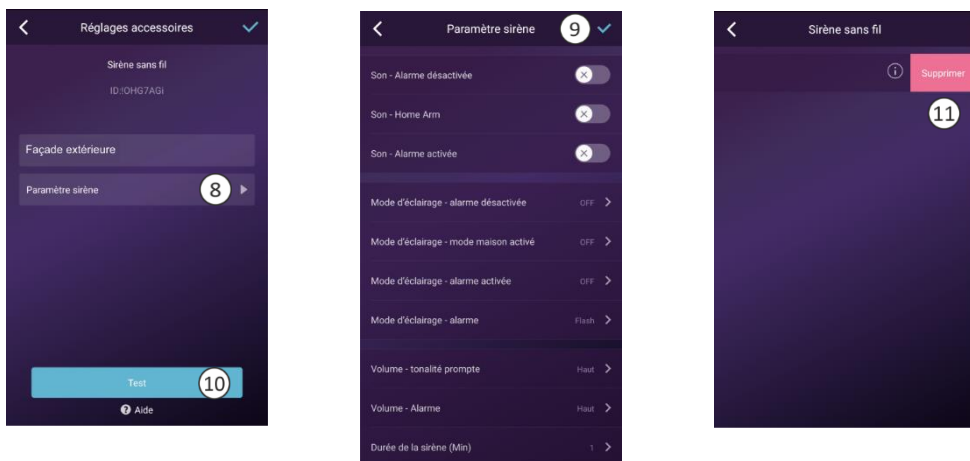 Réglages accessoires
Sirène sans fil
ID:IOHG7AGi
Façade extérieure
Paramètre sirène
8
Test
10
Aide
Paramètre sirène
9
Son - Alarme désactivée
Son - Home Arm
Son - Alarme activée
Mode d'éclairage - alarme désactivée OFF
Mode d'éclairage - mode maison activé OFF
Mode d'éclairage - alarme activée OFF
Mode d'éclairage - alarme Flash
Volume - tonalité prompte Haut
Volume - Alarme Haut
Durée de la sirène (Min) 1
Sirène sans fil
Supprimer
11